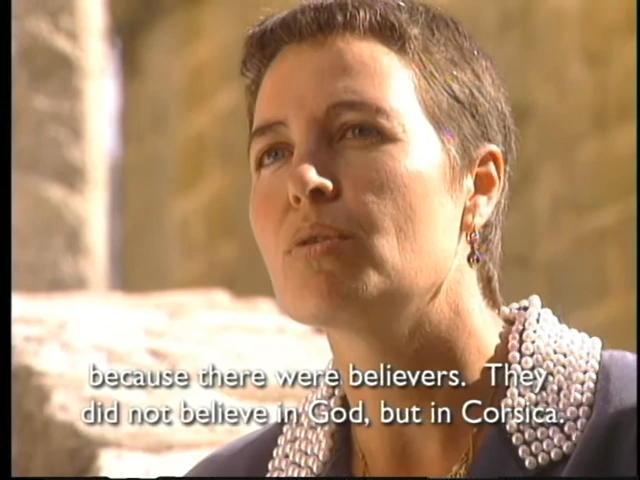 because there were believers. They
did not believe in God, but in Corsica.